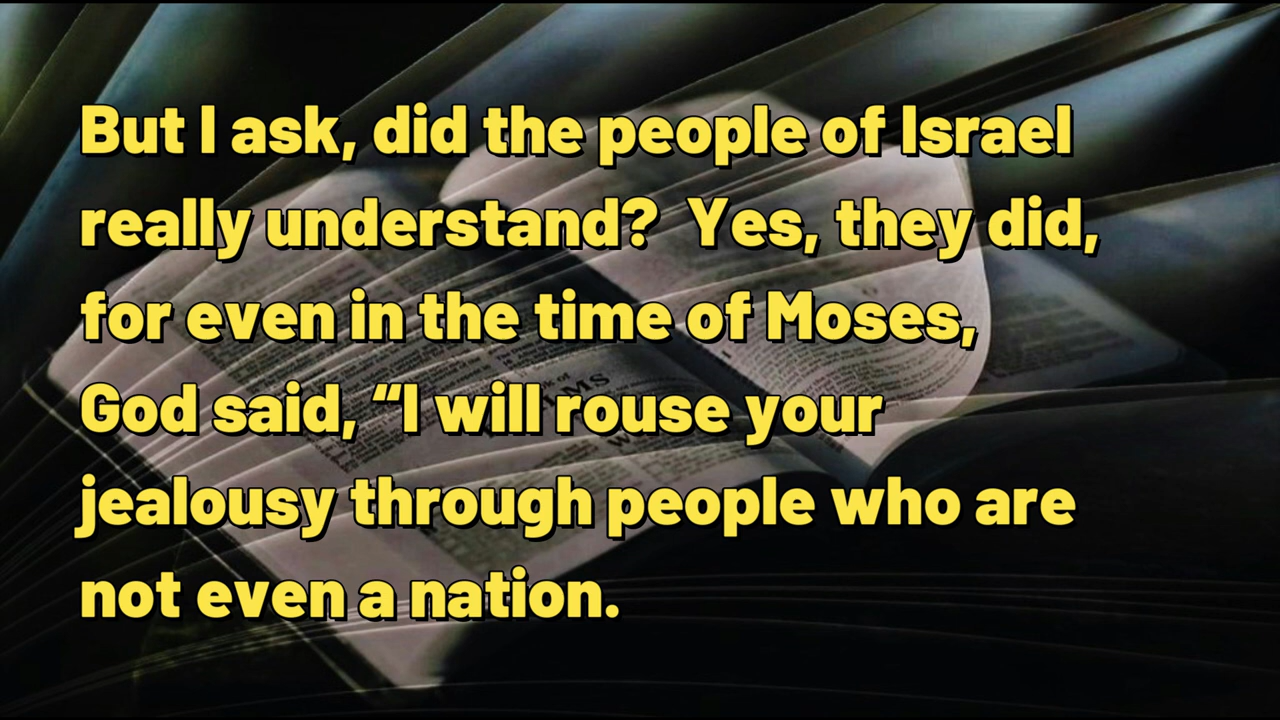 But I ask, did the people of Israel
really understand?  Yes, they did,
for even in the time of Moses,
God said, “I will rouse your
jealousy through people who are
not even a nation.